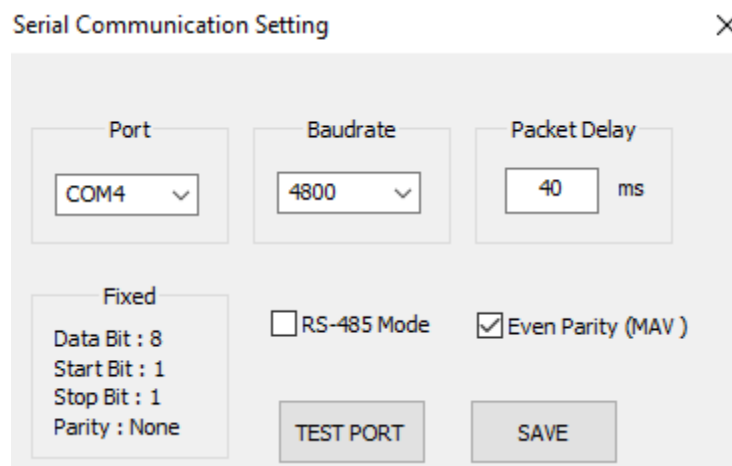 Serial Communication Setting
Port
Baudrate
Packet Delay
COM4
4800
40 ms
Fixed
Data Bit : 8
Start Bit : 1
Stop Bit : 1
Parity : None
RS-485 Mode
Even Parity (MAV )
TEST PORT
SAVE